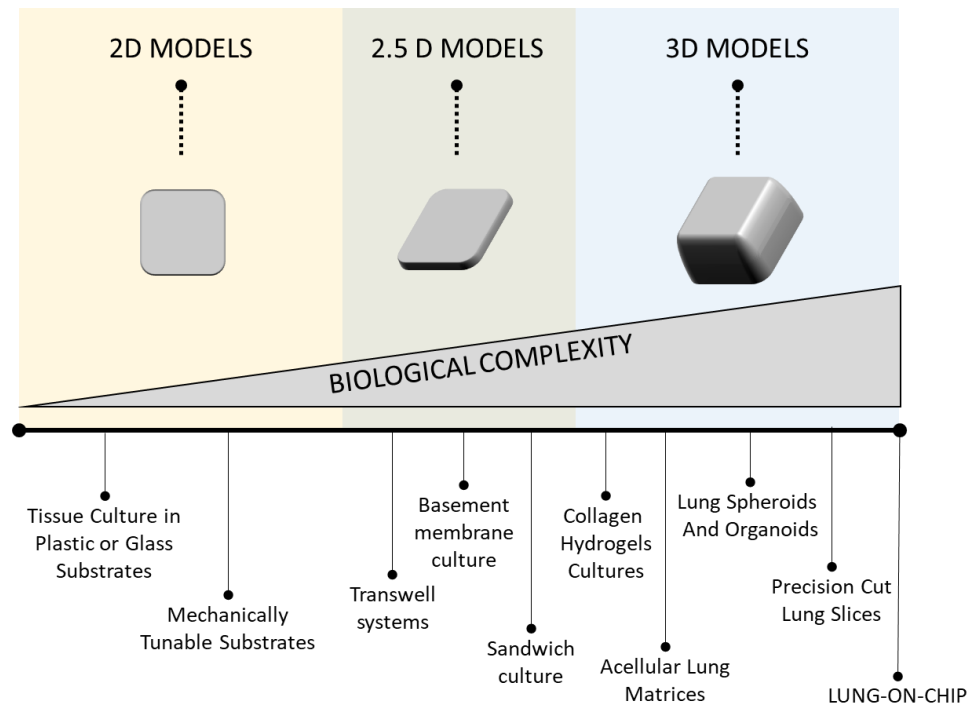 2D MODELS
2.5 D MODELS
3D MODELS
BIOLOGICAL COMPLEXITY
Tissue Culture in
Plastic or Glass
Substrates
Mechanically
Tunable Substrates
Transwell
systems
Basement
membrane
culture
Sandwich
culture
Collagen
Hydrogels
Cultures
Acellular Lung
Matrices
Lung Spheroids
And Organoids
Precision Cut
Lung Slices
LUNG-ON-CHIP